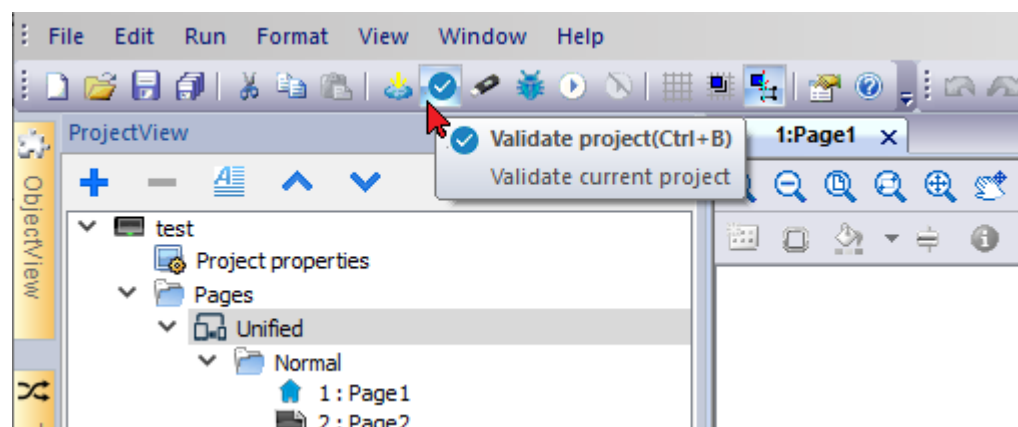 File Edit Run Format View Window Help
ProjectView
Validate project(Ctrl+B)
1:Page1
Validate current project
ObjectView
test
Project properties
Pages
Unified
Normal
1 : Page1
2 : Page2